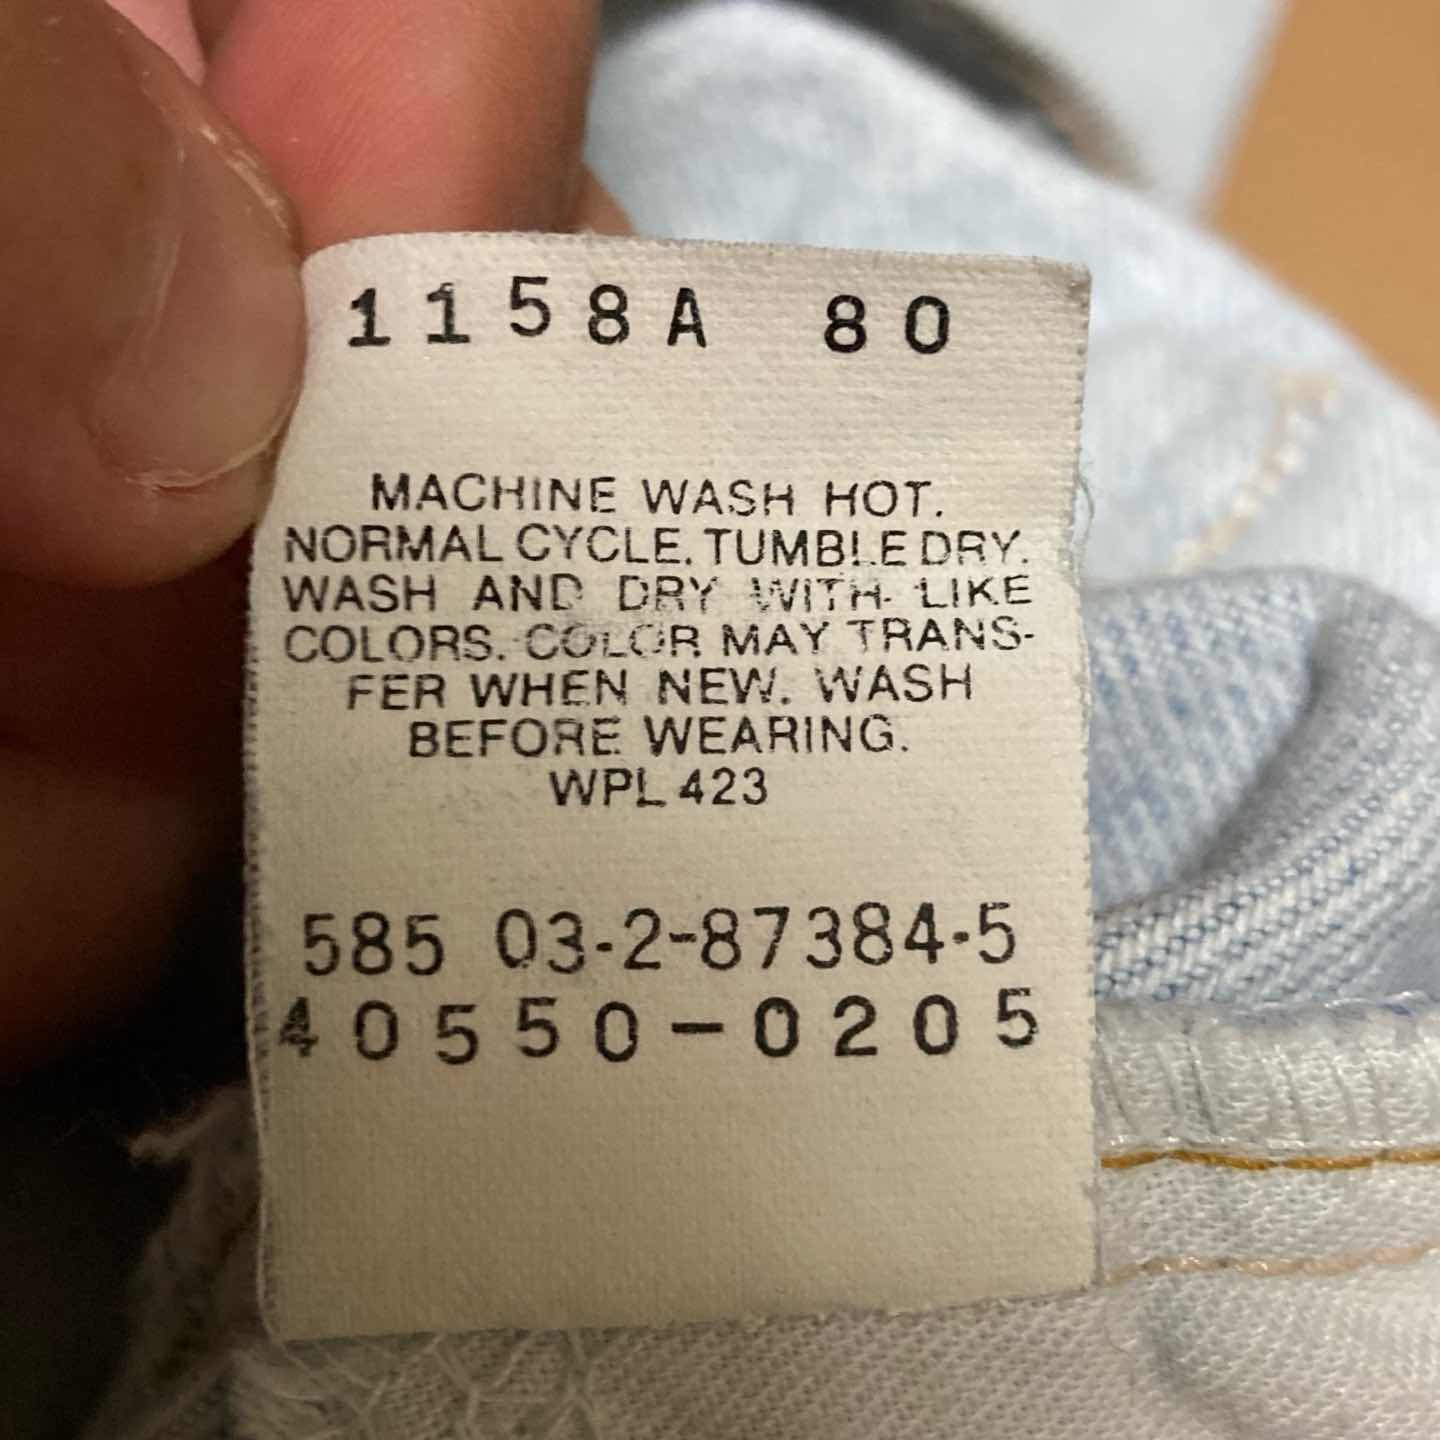 1158A 80
MACHINE WASH HOT.
NORMAL CYCLE. TUMBLE DRY.
WASH AND DRY WITH LIKE
COLORS. COLOR MAY TRANS-
FER WHEN NEW. WASH
BEFORE WEARING.
WPL 423
585 03-2-87384-5
40550-0205